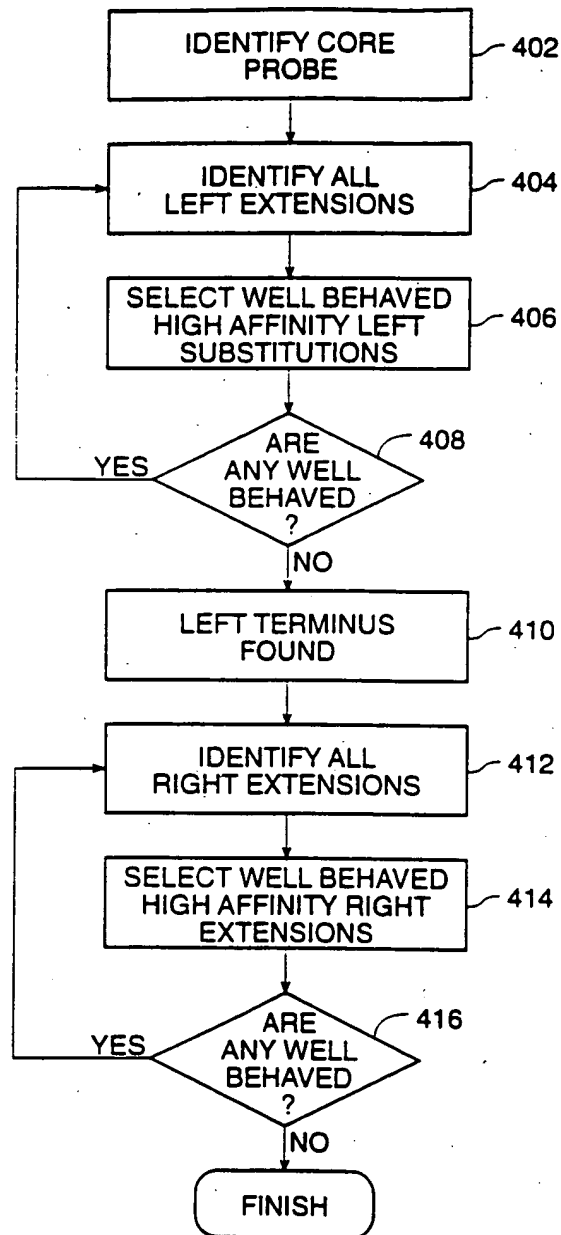 IDENTIFY CORE
PROBE
402
IDENTIFY ALL
LEFT EXTENSIONS
404
SELECT WELL BEHAVED
HIGH AFFINITY LEFT
SUBSTITUTIONS
406
ARE
ANY WELL
BEHAVED
?
408
YES
NO
LEFT TERMINUS
FOUND
410
IDENTIFY ALL
RIGHT EXTENSIONS
412
SELECT WELL BEHAVED
HIGH AFFINITY RIGHT
EXTENSIONS
414
ARE
ANY WELL
BEHAVED
?
416
YES
NO
FINISH